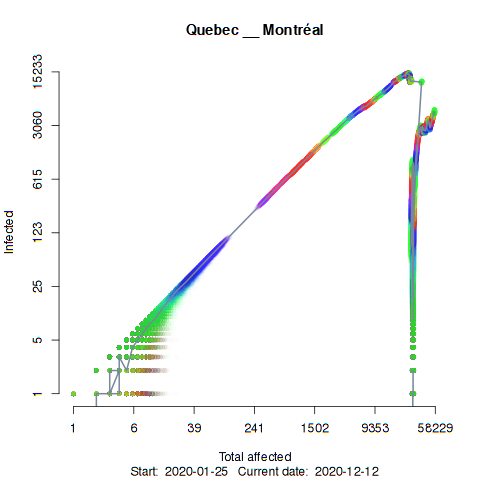 Quebec __ Montréal
15233
3060
615
123
25
5
1
Infected
1 6 39 241 1502 9353 58229
Total affected
Start: 2020-01-25 Current date: 2020-12-12